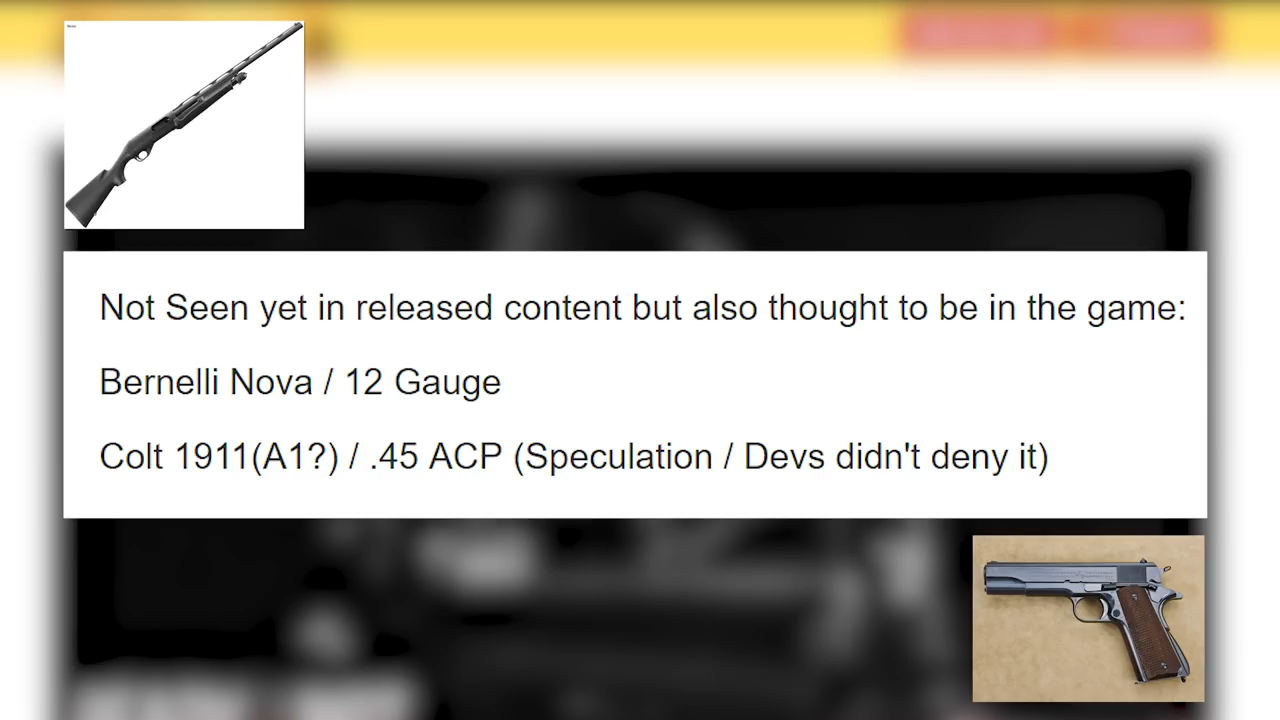 Not Seen yet in released content but also thought to be in the game:
Bernelli Nova / 12 Gauge
Colt 1911(A1?) / .45 ACP (Speculation / Devs didn't deny it)